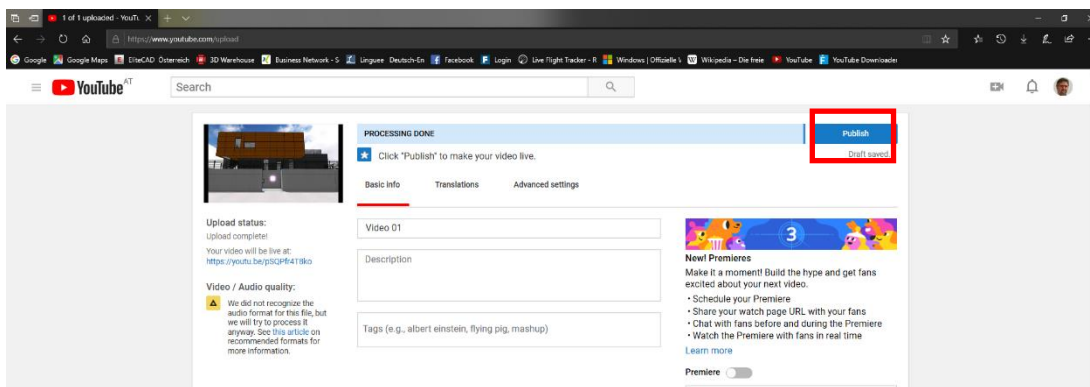 1 of 1 uploaded - YouTu
https://www.youtube.com/upload
Google Google Maps EliteCAD Österreich 3D Warehouse Business Network - S Linguee Deutsch-En Facebook Login Live Flight Tracker - R Windows | Offizielle Wikipedia – Die freie YouTube YouTube Downloader
YouTube AT
Search
PROCESSING DONE
Publish
Click "Publish" to make your video live.
Draft saved.
Basic info Translations Advanced settings
Upload status:
Upload complete!
Your video will be live at:
Video / Audio quality:
We did not recognize the
audio format for this file, but
we will try to process it
anyway. See this article on
recommended formats for
more information.
Video 01
Description
Tags (e.g., albert einstein, flying pig, mashup)
3
New! Premieres
Make it a moment! Build the hype and get fans
excited about your next video.
• Schedule your Premiere
• Share your watch page URL with your fans
• Chat with fans before and during the Premiere
• Watch the Premiere with fans in real time
Learn more
Premiere